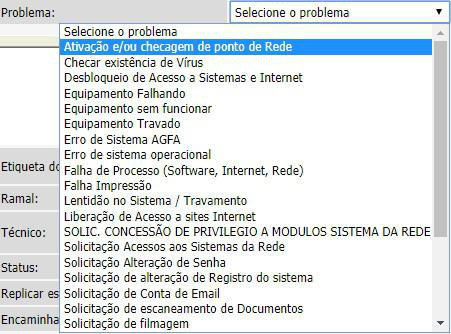 Problema: Selecione o problema
Selecione o problema
Ativação e/ou checagem de ponto de Rede
Checar existência de Vírus
Desbloqueio de Acesso a Sistemas e Internet
Equipamento Falhando
Equipamento sem funcionar
Equipamento Travado
Erro de Sistema AGFA
Erro de sistema operacional
Etiqueta do
Falha de Processo (Software, Internet, Rede)
Falha Impressão
Ramal:
Lentidão no Sistema / Travamento
Liberação de Acesso a sites Internet
Técnico:
SOLIC. CONCESSÃO DE PRIVILEGIO A MODULOS SISTEMA DA REDE
Solicitação Acessos aos Sistemas da Rede
Status:
Solicitação Alteração de Senha
Solicitação de alteração de Registro do sistema
Replicar es
Solicitação de Conta de Email
Solicitação de escaneamento de Documentos
Encaminha
Solicitação de filmagem